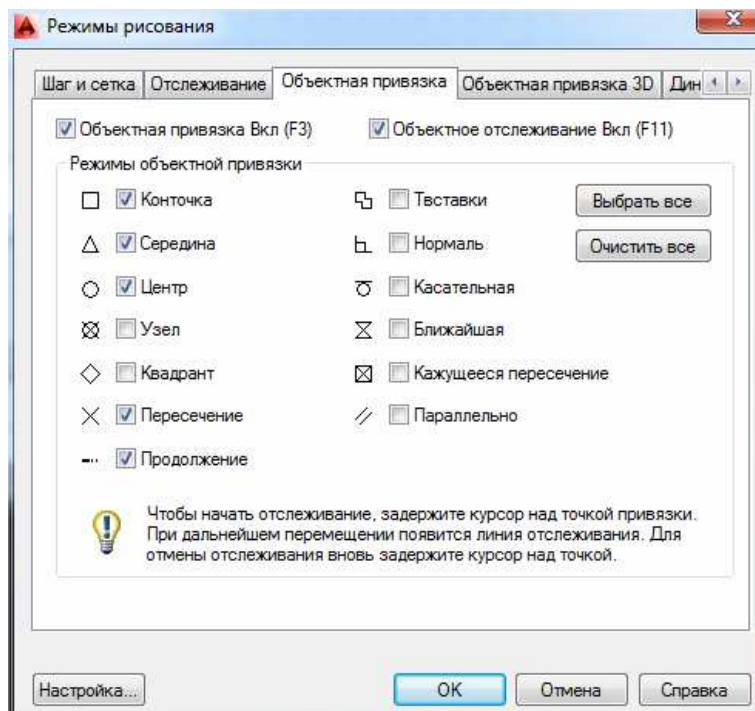 Режимы рисования
Шаг и сетка Отслеживание Объектная привязка Объектная привязка 3D Дин
Объектная привязка Вкл (F3) Объектное отслеживание Вкл (F11)
Режимы объектной привязки
Конточка Твставки Выбрать все
Середина Нормаль Очистить все
Центр Касательная
Узел Ближайшая
Квадрант Кажущееся пересечение
Пересечение Параллельно
Продолжение
Чтобы начать отслеживание, задержите курсор над точкой привязки.
При дальнейшем перемещении появится линия отслеживания. Для
отмены отслеживания вновь задержите курсор над точкой.
Настройка... OK Отмена Справка